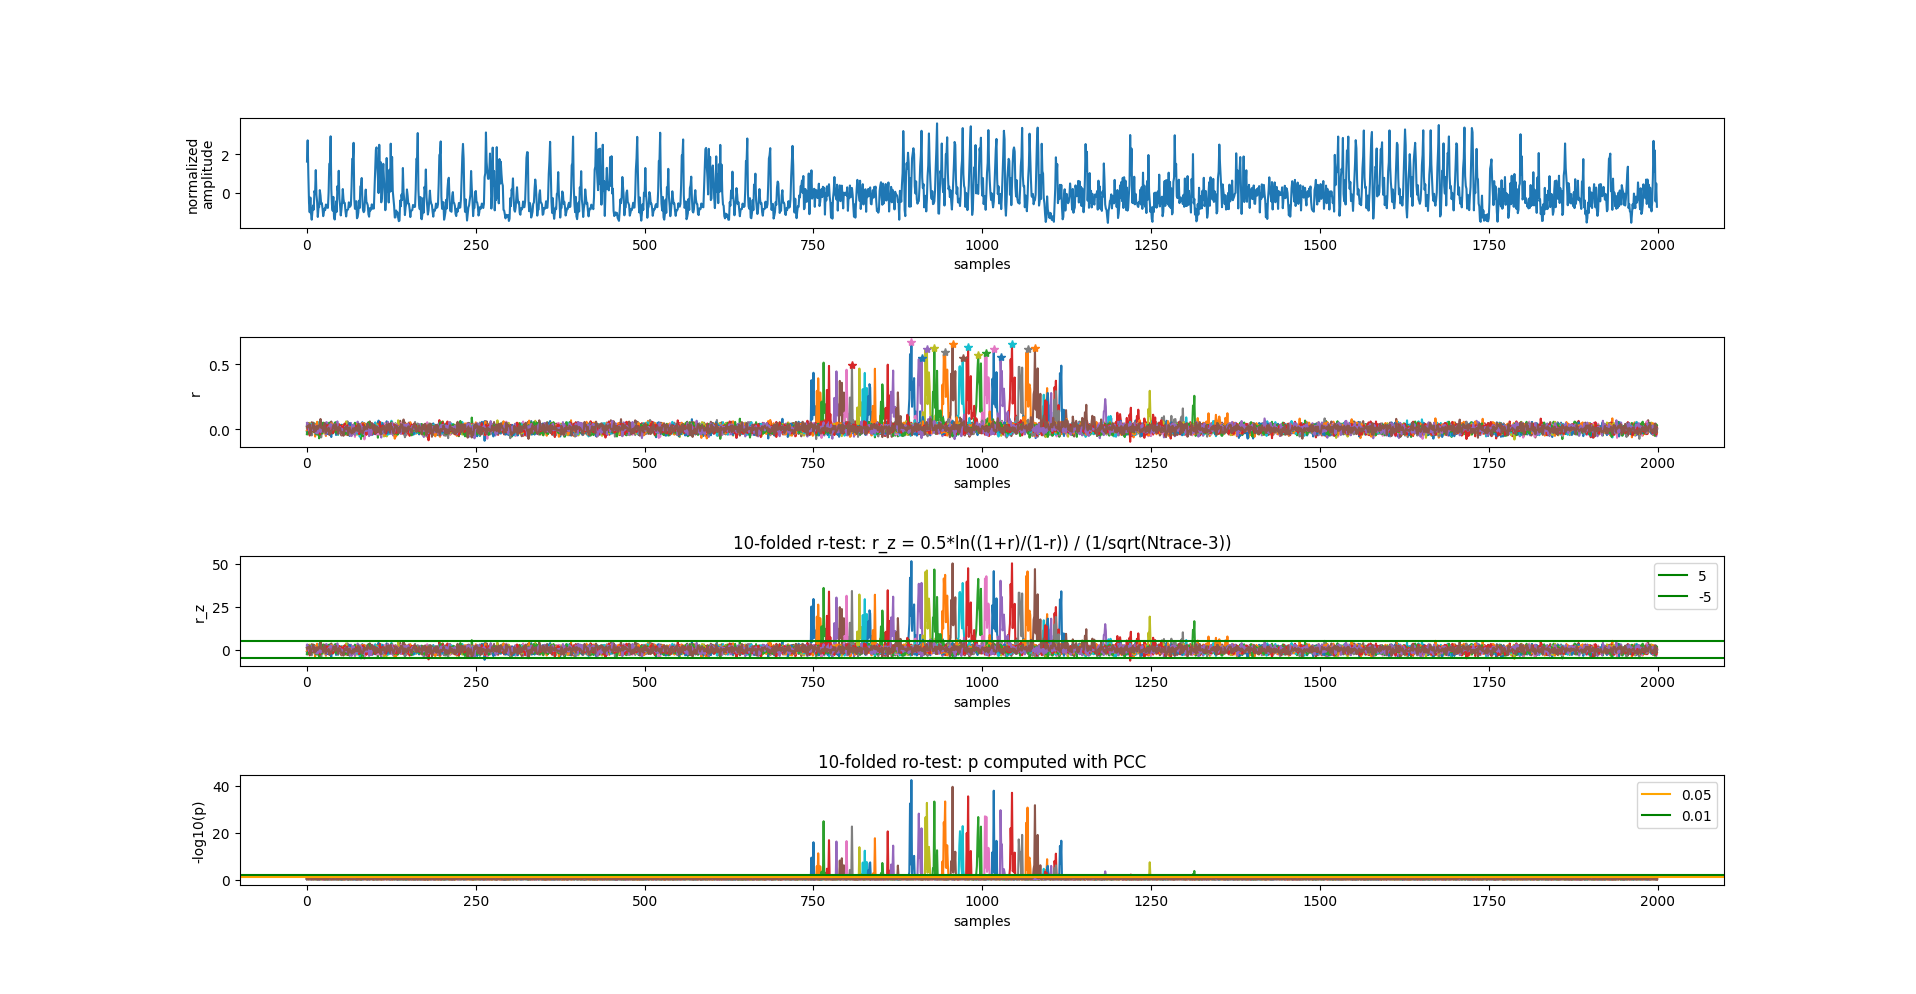 normalized
amplitude
2
0
0 250 500 750 1000 1250 1500 1750 2000
samples
r
0.5
0.0
0 250 500 750 1000 1250 1500 1750 2000
samples
10-folded r-test: r_z = 0.5*ln((1+r)/(1-r)) / (1/sqrt(Ntrace-3))
r_z
50
25
0
5
-5
0 250 500 750 1000 1250 1500 1750 2000
samples
10-folded ro-test: p computed with PCC
-log10(p)
40
20
0
0.05
0.01
0 250 500 750 1000 1250 1500 1750 2000
samples